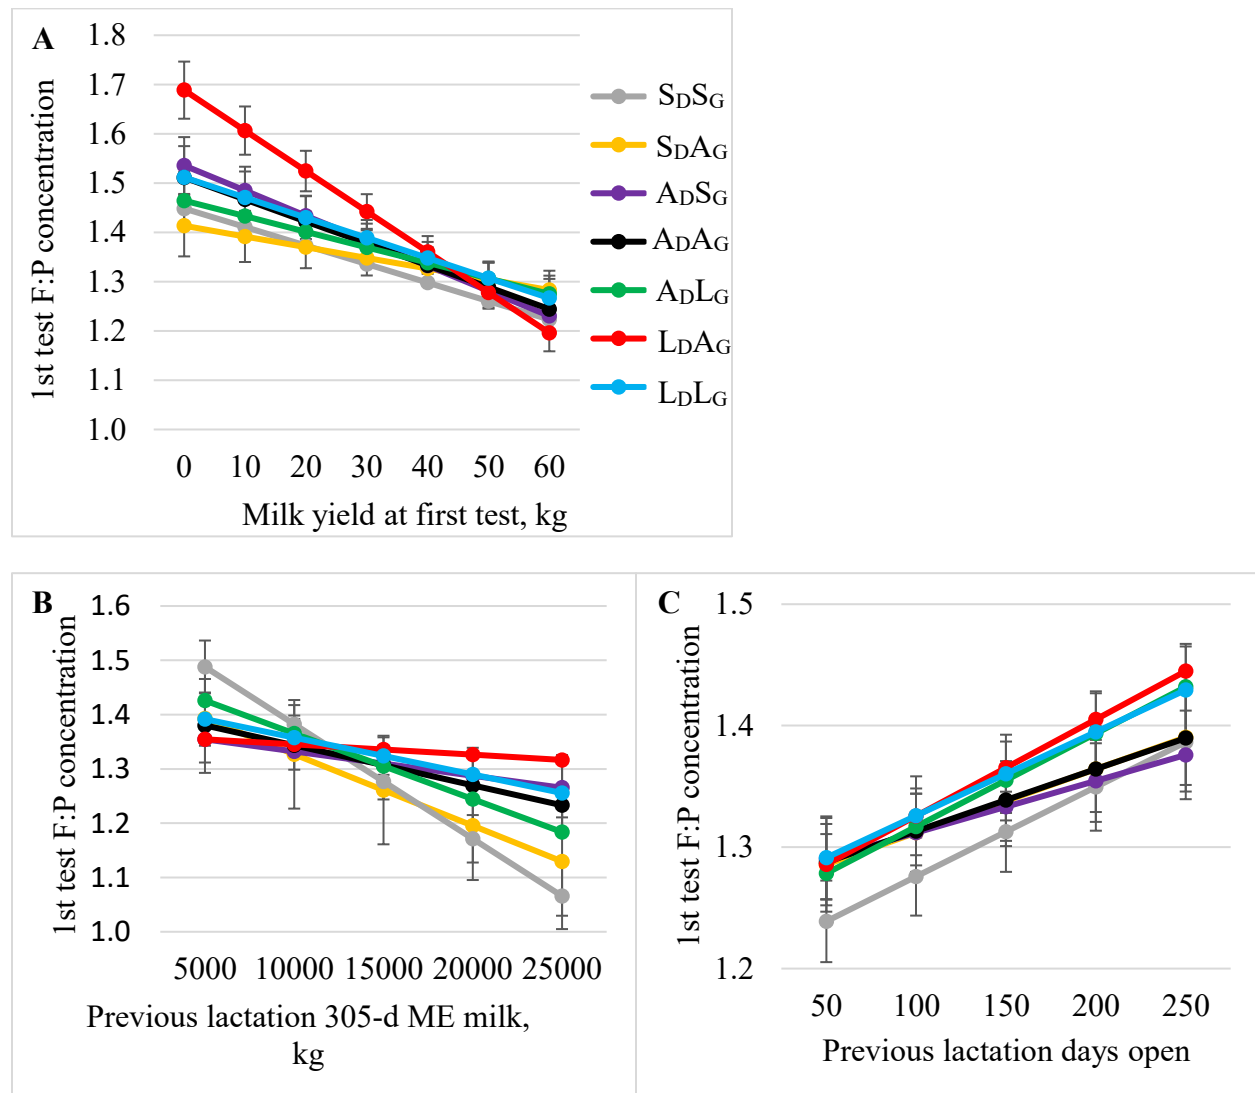 A
1st test F:P concentration
1.8
1.7
1.6
1.5
1.4
1.3
1.2
1.1
1.0
0 10 20 30 40 50 60
Milk yield at first test, kg
SDSG
SDAG
ADSG
ADAG
ADLG
LDAG
LDLG
B
1st test F:P concentration
1.6
1.5
1.4
1.3
1.2
1.1
1.0
5000 10000 15000 20000 25000
Previous lactation 305-d ME milk,
kg
C
1st test F:P concentration
1.5
1.4
1.3
1.2
50 100 150 200 250
Previous lactation days open